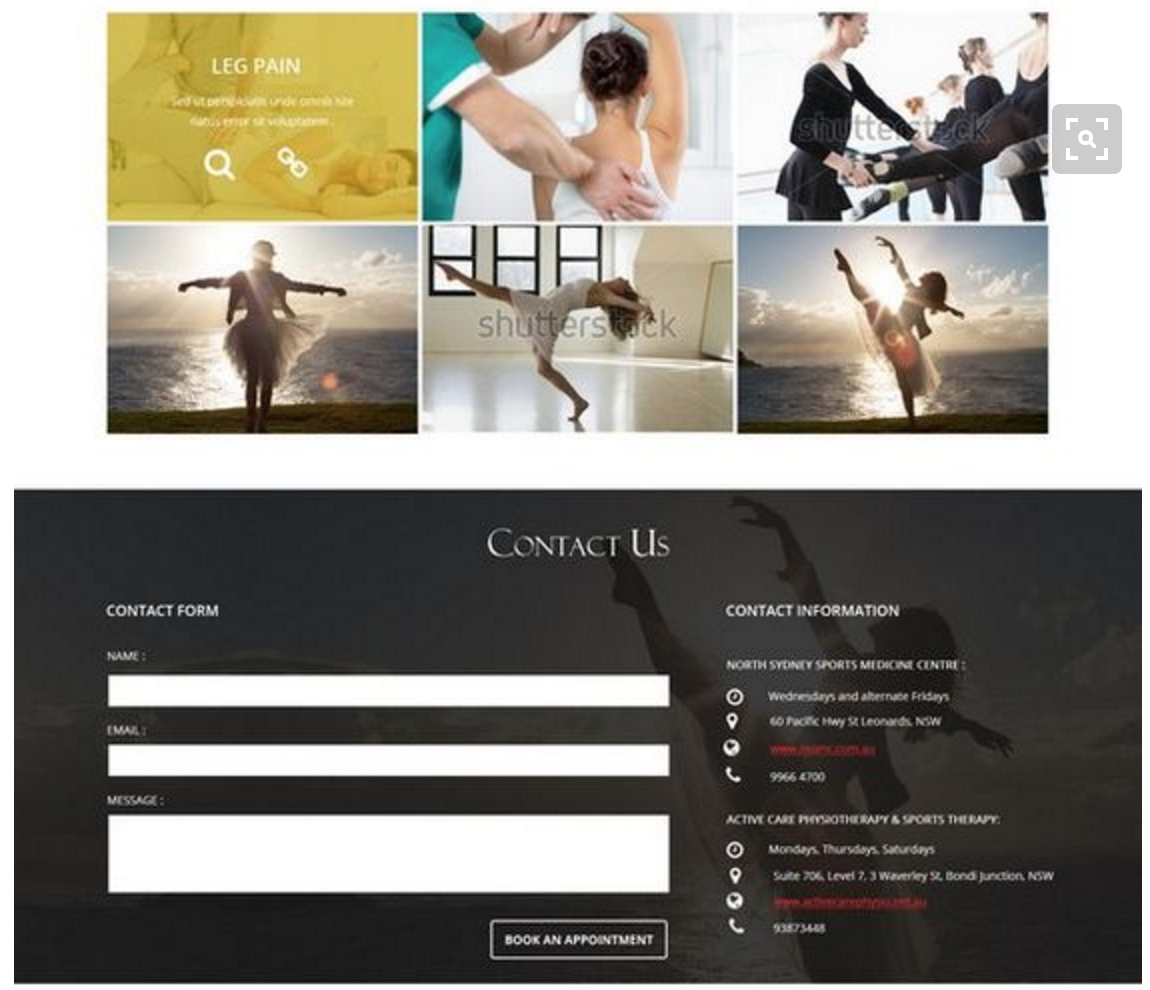 LEG PAIN
Sed ut perspiciatis unde omnis iste
natus error sit voluptatem .
shutterstock
shutterstock
CONTACT US
CONTACT FORM
NAME :
EMAIL :
MESSAGE :
BOOK AN APPOINTMENT
CONTACT INFORMATION
NORTH SYDNEY SPORTS MEDICINE CENTRE :
Wednesdays and alternate Fridays
60 Pacific Hwy St Leonards, NSW
9966 4700
ACTIVE CARE PHYSIOTHERAPY & SPORTS THERAPY:
Mondays, Thursdays, Saturdays
Suite 706, Level 7, 3 Waverley St, Bondi Junction, NSW
www.activecarephysio.net.au
93873448